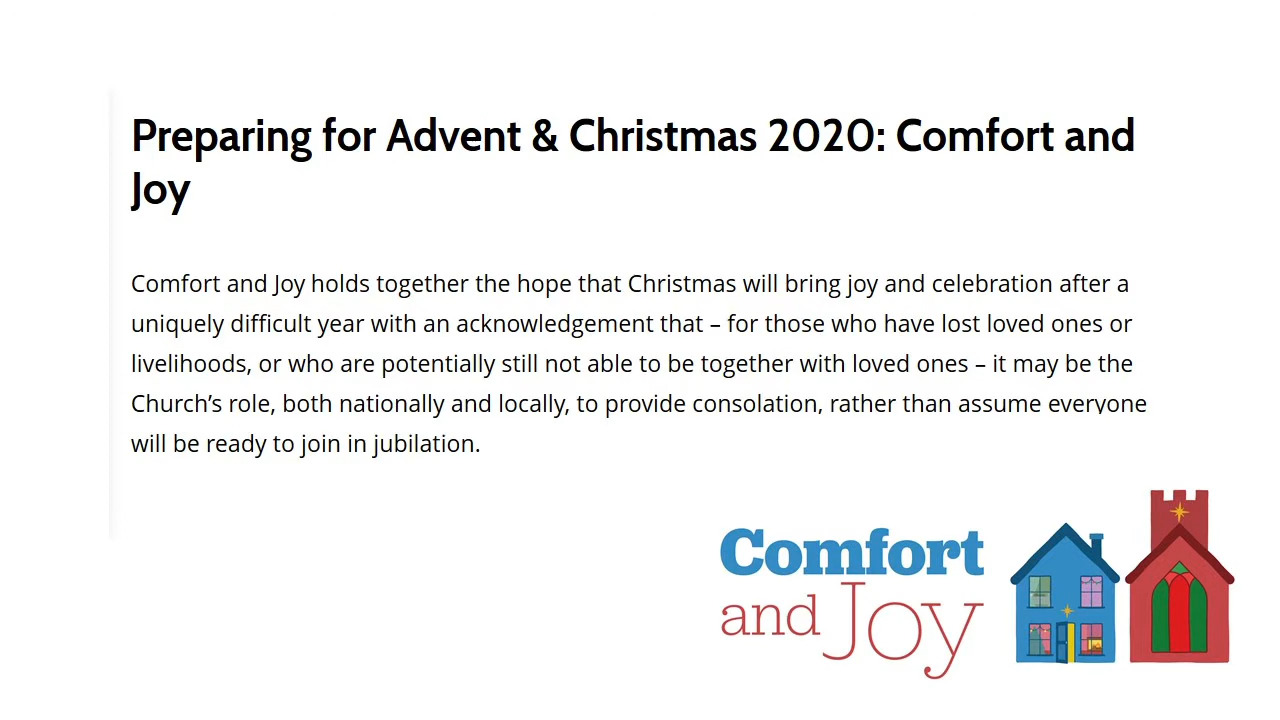 Preparing for Advent & Christmas 2020: Comfort and
Joy
Comfort and Joy holds together the hope that Christmas will bring joy and celebration after a
uniquely difficult year with an acknowledgement that – for those who have lost loved ones or
livelihoods, or who are potentially still not able to be together with loved ones – it may be the
Church’s role, both nationally and locally, to provide consolation, rather than assume everyone
will be ready to join in jubilation.
Comfort
and Joy